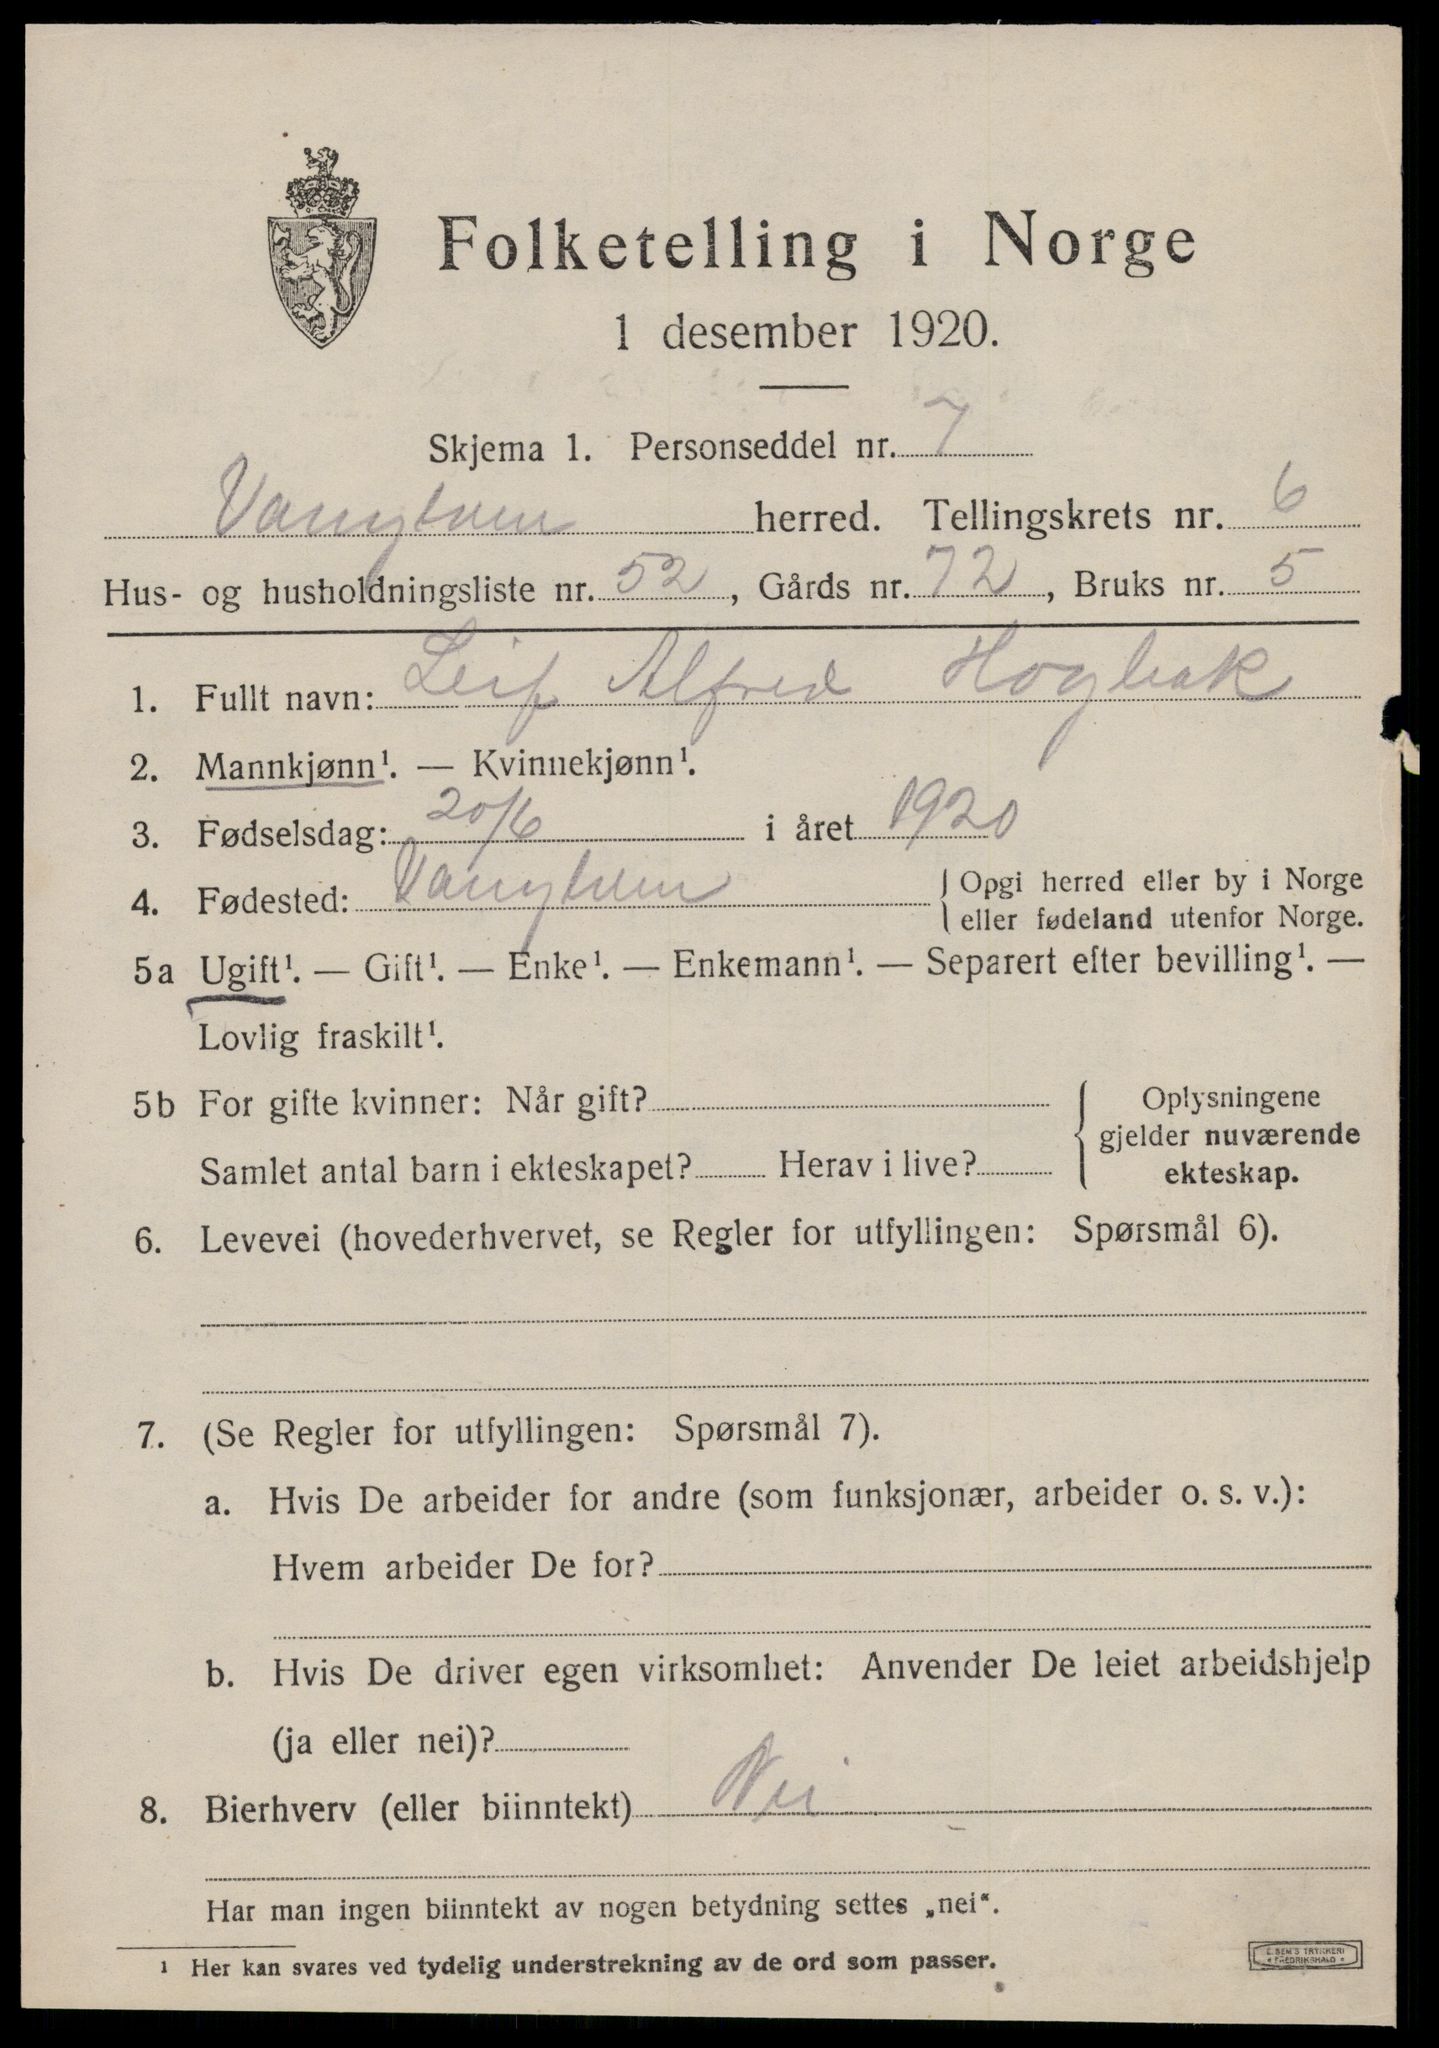 Folketelling i Norge
1 desember 1920.
Skjema 1. Personseddel nr. 7
herred. Tellingskrets nr. 6
Hus- og husholdningsliste nr. 52, Gårds nr. 72, Bruks nr. 5
1. Fullt navn: Leif Alfred Hogbak
2. Mannkjønn¹. — Kvinnekjønn¹.
3. Fødselsdag: 20/6 i året 1920
4. Fødested: { Opgi herred eller by i Norge
eller fødeland utenfor Norge.
5a Ugift¹. — Gift¹. — Enke¹. — Enkemann¹. — Separert efter bevilling¹. —
Lovlig fraskilt¹.
5b For gifte kvinner: Når gift?
Samlet antal barn i ekteskapet? Herav i live?
{ Oplysningene
gjelder nuværende
ekteskap.
6. Levevei (hovederhvervet, se Regler for utfyllingen: Spørsmål 6).
7. (Se Regler for utfyllingen: Spørsmål 7).
a. Hvis De arbeider for andre (som funksjonær, arbeider o. s. v.):
Hvem arbeider De for?
b. Hvis De driver egen virksomhet: Anvender De leiet arbeidshjelp
(ja eller nei)?
8. Bierhverv (eller biinntekt) Nei
Har man ingen biinntekt av nogen betydning settes „nei“.
¹ Her kan svares ved tydelig understrekning av de ord som passer.
E. SEM'S TRYKKERI
FREDRIKSHALD